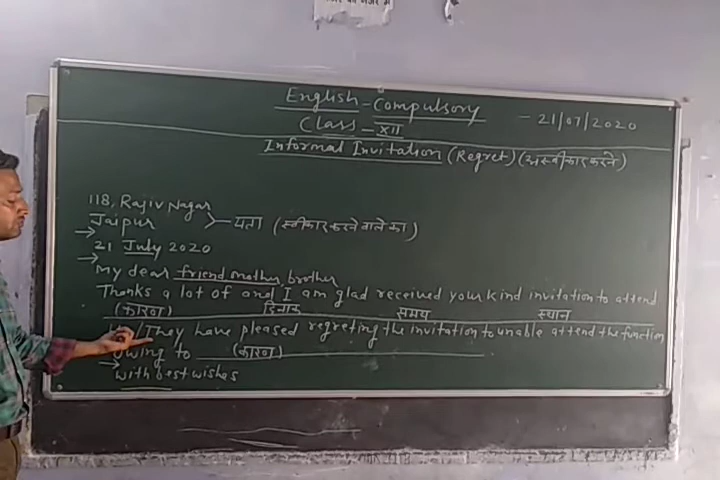 English - Compulsory - 21/07/2020
Class - XII
Informal Invitation (Regret) (अस्वीकार करने)
118, Rajiv Nagar
Jaipur पता (स्वीकार करने वाले का)
21 July 2020
My dear friend mother, brother
Thanks a lot of and I am glad received your kind invitation to attend
(कारण) दिनांक समय स्थान
They have pleased regreting the invitation to unable attend the function
owing to (कारण)
with best wishes